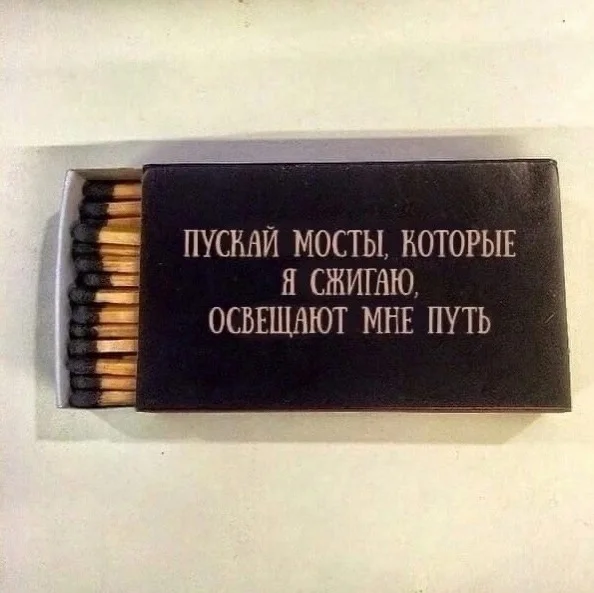 ПУСКАЙ МОСТЫ, КОТОРЫЕ
Я СЖИГАЮ,
ОСВЕЩАЮТ МНЕ ПУТЬ